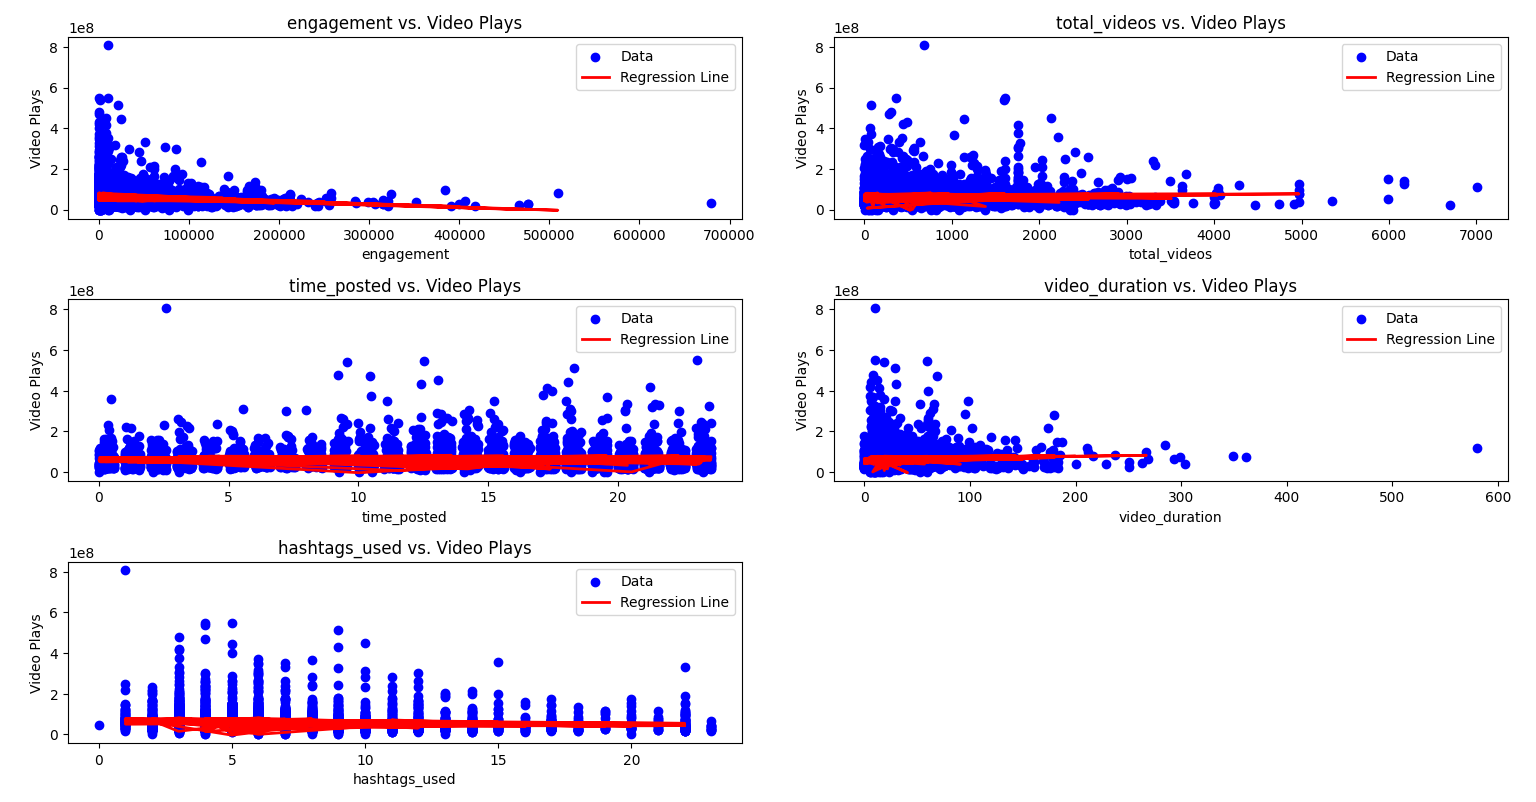 engagement vs. Video Plays
1e8
Video Plays
8
6
4
2
0
Data
Regression Line
0 100000 200000 300000 400000 500000 600000 700000
engagement
total_videos vs. Video Plays
1e8
Video Plays
8
6
4
2
0
Data
Regression Line
0 1000 2000 3000 4000 5000 6000 7000
total_videos
time_posted vs. Video Plays
1e8
Video Plays
8
6
4
2
0
Data
Regression Line
0 5 10 15 20
time_posted
video_duration vs. Video Plays
1e8
Video Plays
8
6
4
2
0
Data
Regression Line
0 100 200 300 400 500 600
video_duration
hashtags_used vs. Video Plays
1e8
Video Plays
8
6
4
2
0
Data
Regression Line
0 5 10 15 20
hashtags_used